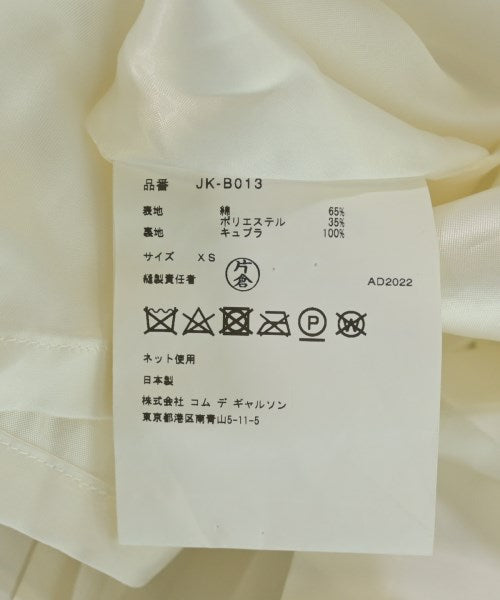 品番 JK-B013
表地 綿 65%
ポリエステル 35%
裏地 キュプラ 100%
サイズ XS
縫製責任者 片倉 AD2022
P W
ネット使用
日本製
株式会社 コム デ ギャルソン
東京都港区南青山5-11-5